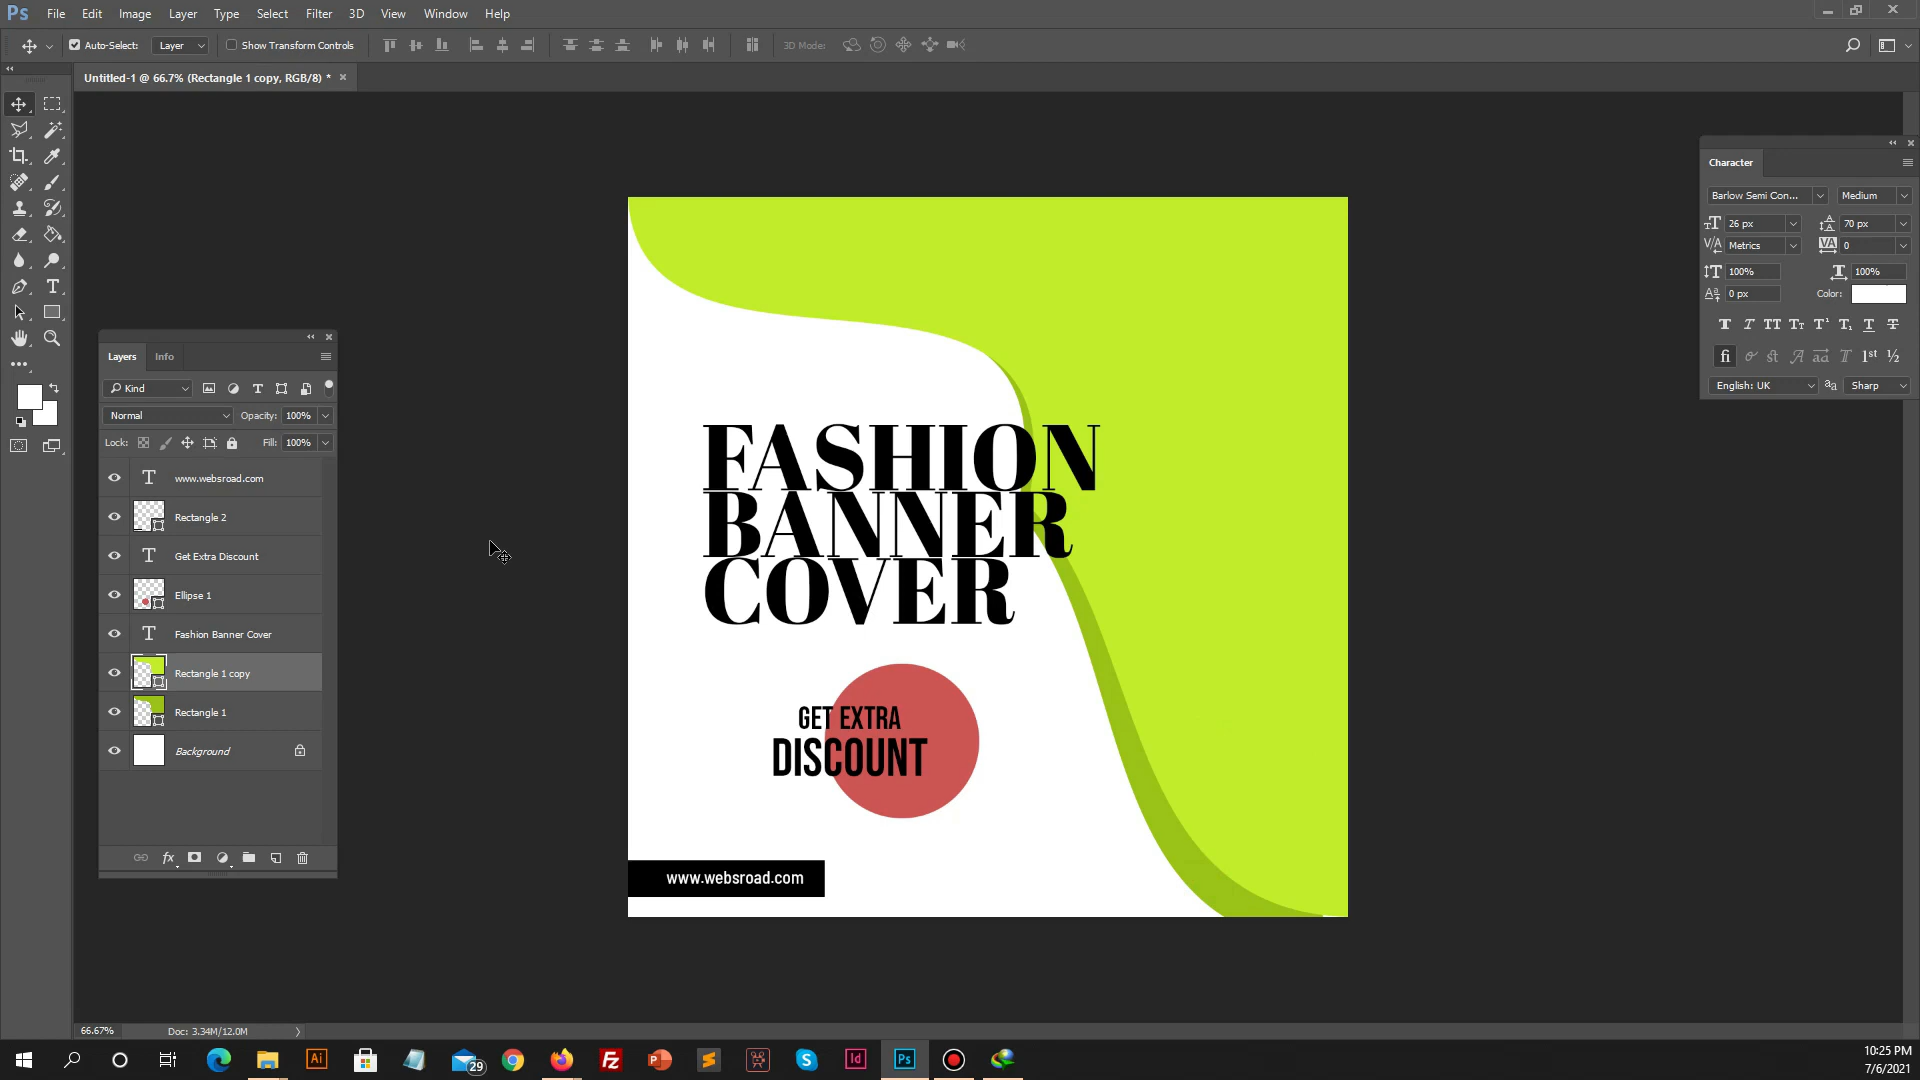 Ps File Edit Image Layer Type Select Filter 3D View Window Help
Auto-Select: Layer Show Transform Controls 3D Mode:
Untitled-1 @ 66.7% (Rectangle 1 copy, RGB/8) *
Character
Barlow Semi Con... Medium
26 px 70 px
Metrics 0
100% 100%
0 px Color:
English: UK Sharp
Layers Info
Kind
Normal Opacity: 100%
Lock: Fill: 100%
www.websroad.com
Rectangle 2
Get Extra Discount
Ellipse 1
Fashion Banner Cover
Rectangle 1 copy
Rectangle 1
Background
FASHION
BANNER
COVER
GET EXTRA
DISCOUNT
www.websroad.com
66.67% Doc: 3.34M/12.0M
Ai 29 Fz P S Id Ps
10:25 PM
7/6/2021